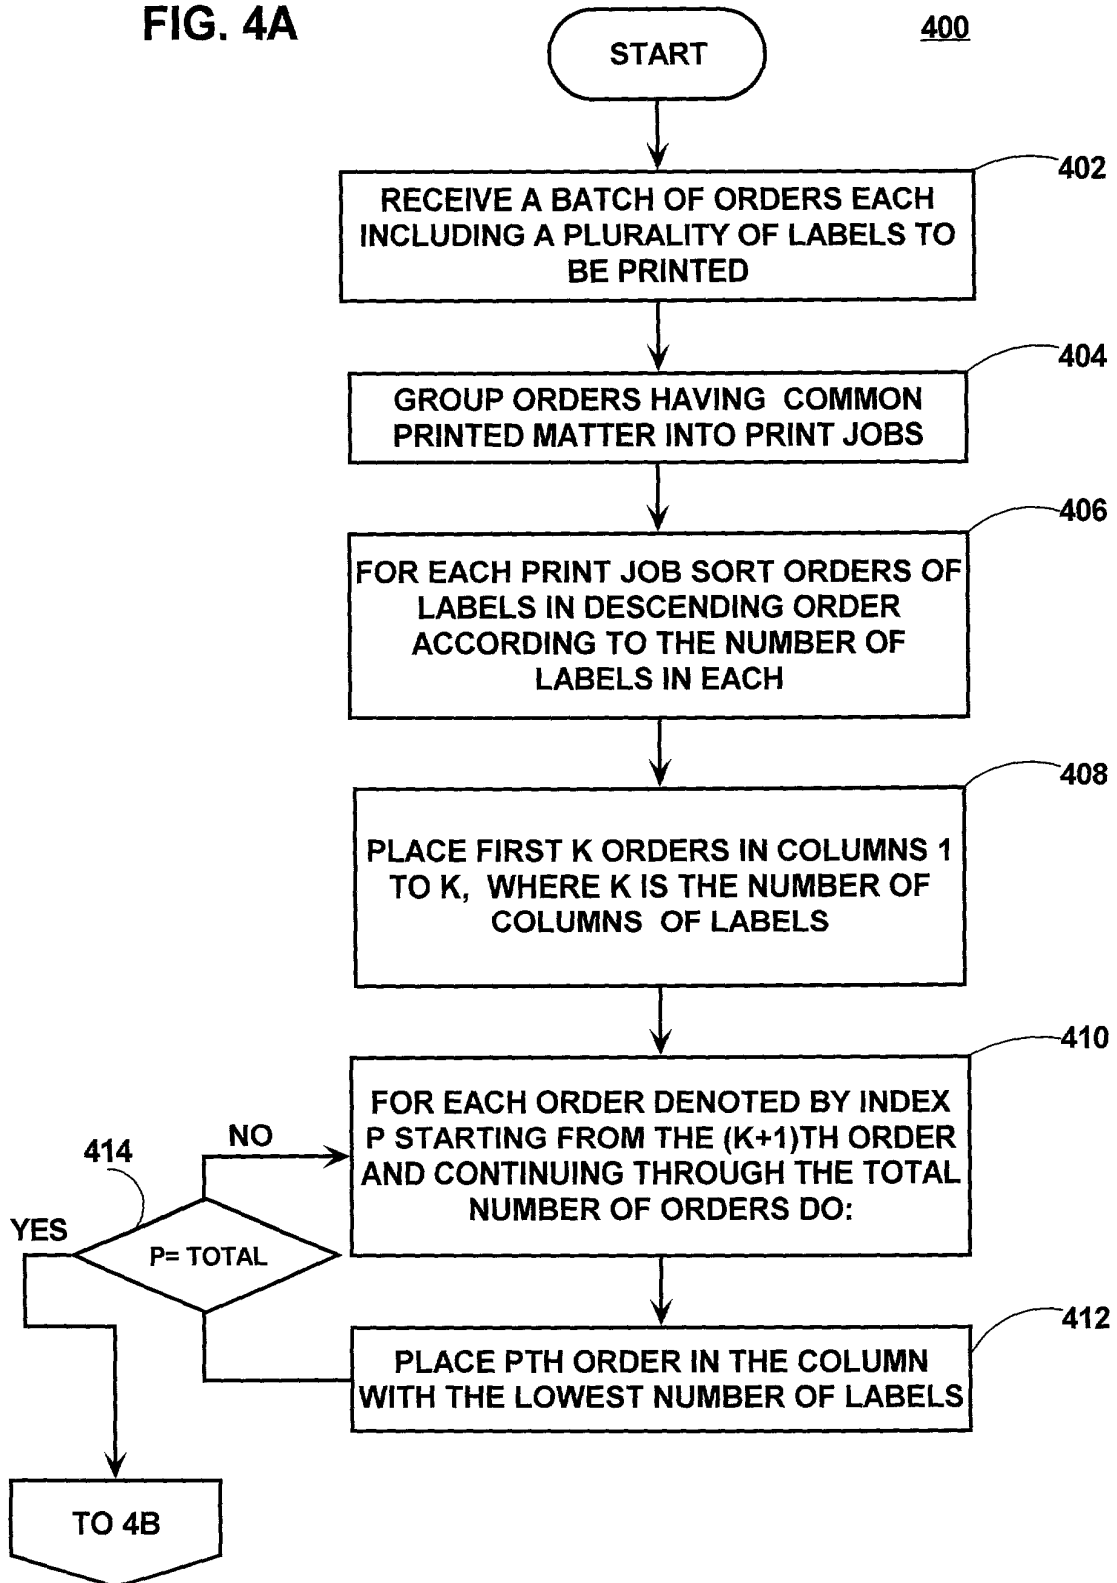 FIG. 4A
400
START
402
RECEIVE A BATCH OF ORDERS EACH
INCLUDING A PLURALITY OF LABELS TO
BE PRINTED
404
GROUP ORDERS HAVING COMMON
PRINTED MATTER INTO PRINT JOBS
406
FOR EACH PRINT JOB SORT ORDERS OF
LABELS IN DESCENDING ORDER
ACCORDING TO THE NUMBER OF
LABELS IN EACH
408
PLACE FIRST K ORDERS IN COLUMNS 1
TO K, WHERE K IS THE NUMBER OF
COLUMNS OF LABELS
410
FOR EACH ORDER DENOTED BY INDEX
P STARTING FROM THE (K+1)TH ORDER
AND CONTINUING THROUGH THE TOTAL
NUMBER OF ORDERS DO:
NO
414
YES
P= TOTAL
412
PLACE PTH ORDER IN THE COLUMN
WITH THE LOWEST NUMBER OF LABELS
TO 4B